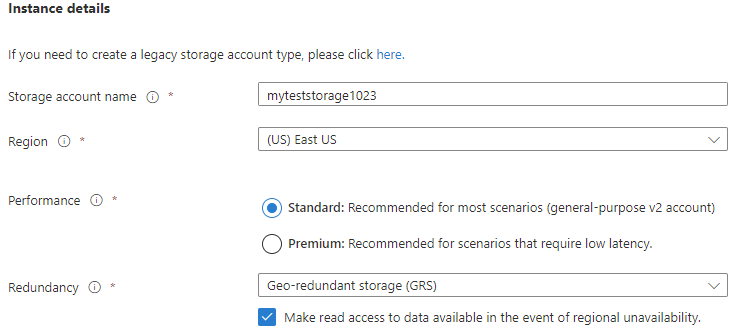 Instance details
If you need to create a legacy storage account type, please click here.
Storage account name * myteststorage1023
Region * (US) East US
Performance * Standard: Recommended for most scenarios (general-purpose v2 account)
Premium: Recommended for scenarios that require low latency.
Redundancy * Geo-redundant storage (GRS)
Make read access to data available in the event of regional unavailability.